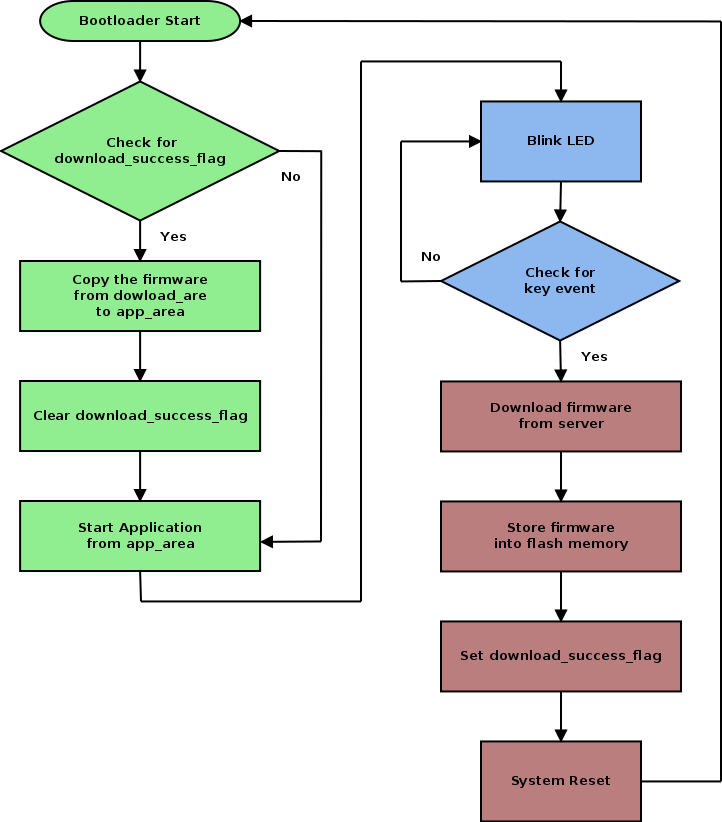 Bootloader Start
Check for
download_success_flag
No
Yes
Copy the firmware
from dowload_are
to app_area
Clear download_success_flag
Start Application
from app_area
Blink LED
No
Check for
key event
Yes
Download firmware
from server
Store firmware
into flash memory
Set download_success_flag
System Reset